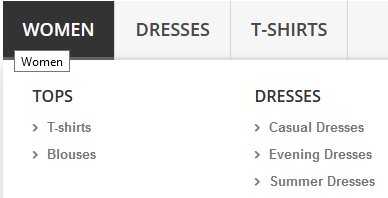 WOMEN DRESSES T-SHIRTS
Women
TOPS
T-shirts
Blouses
DRESSES
Casual Dresses
Evening Dresses
Summer Dresses